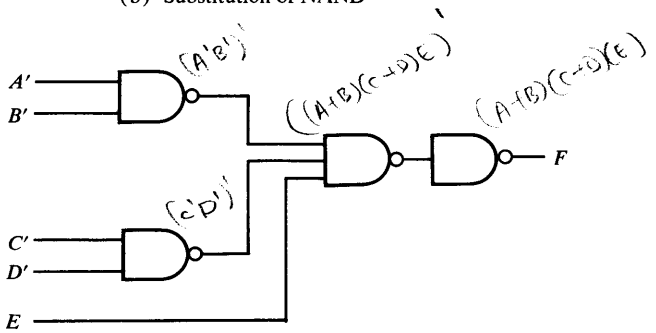 (b) Substitution of NAND
A'
B'
(A'B')'
((A+B)(C+D)E)'
(A+B)(C+D)(E)
F
C'
D'
(C'D')'
E